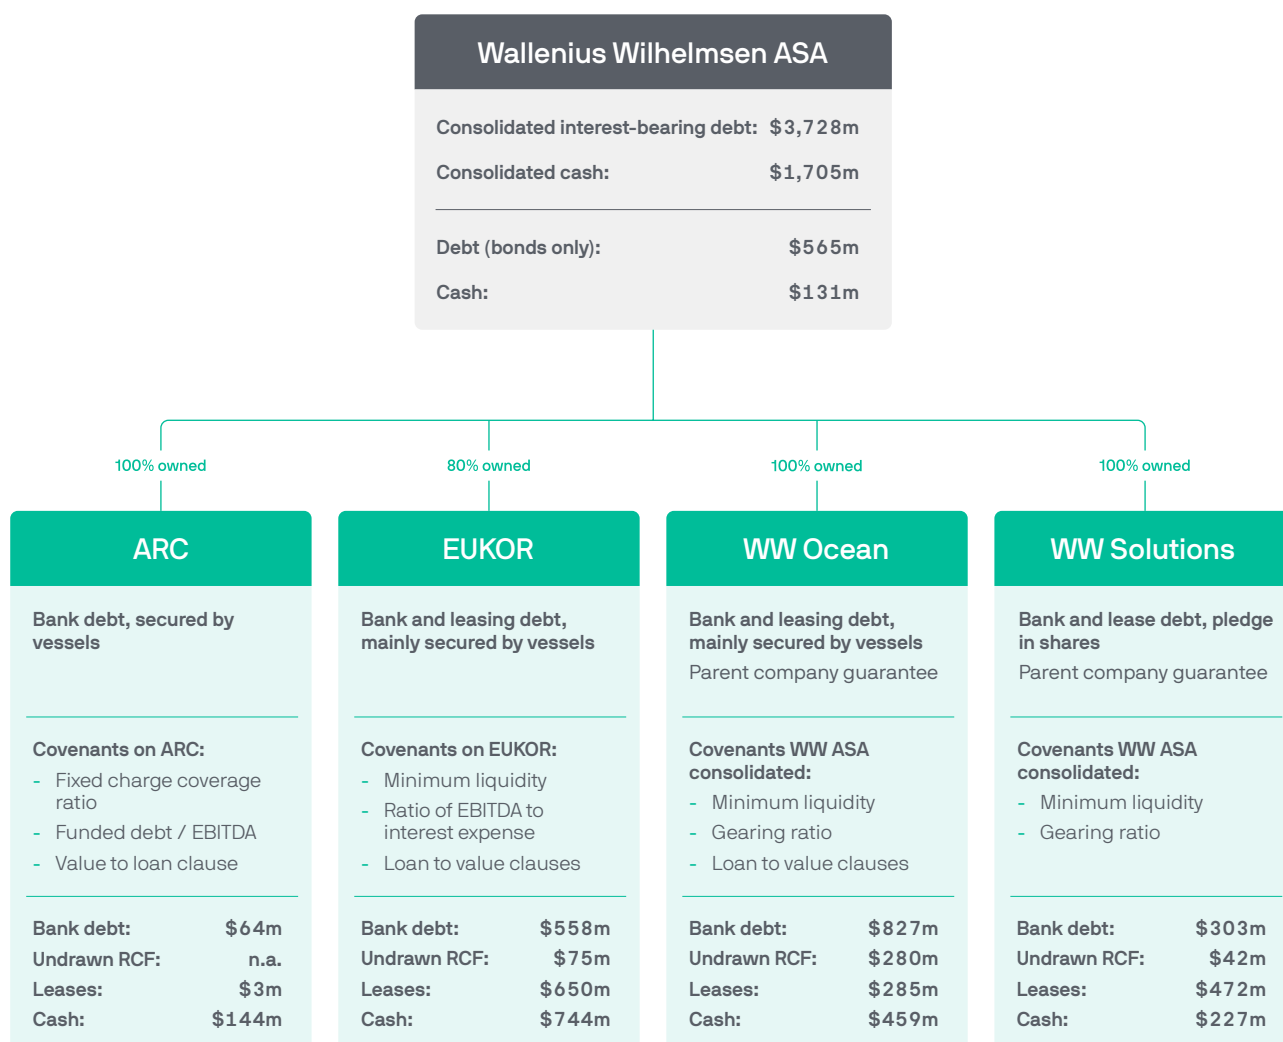 Wallenius Wilhelmsen ASA
Consolidated interest-bearing debt: $3,728m
Consolidated cash: $1,705m
Debt (bonds only): $565m
Cash: $131m
100% owned
80% owned
100% owned
100% owned
ARC
Bank debt, secured by
vessels
Covenants on ARC:
- Fixed charge coverage
ratio
- Funded debt / EBITDA
- Value to loan clause
Bank debt: $64m
Undrawn RCF: n.a.
Leases: $3m
Cash: $144m
EUKOR
Bank and leasing debt,
mainly secured by vessels
Covenants on EUKOR:
- Minimum liquidity
- Ratio of EBITDA to
interest expense
- Loan to value clauses
Bank debt: $558m
Undrawn RCF: $75m
Leases: $650m
Cash: $744m
WW Ocean
Bank and leasing debt,
mainly secured by vessels
Parent company guarantee
Covenants WW ASA
consolidated:
- Minimum liquidity
- Gearing ratio
- Loan to value clauses
Bank debt: $827m
Undrawn RCF: $280m
Leases: $285m
Cash: $459m
WW Solutions
Bank and lease debt, pledge
in shares
Parent company guarantee
Covenants WW ASA
consolidated:
- Minimum liquidity
- Gearing ratio
Bank debt: $303m
Undrawn RCF: $42m
Leases: $472m
Cash: $227m